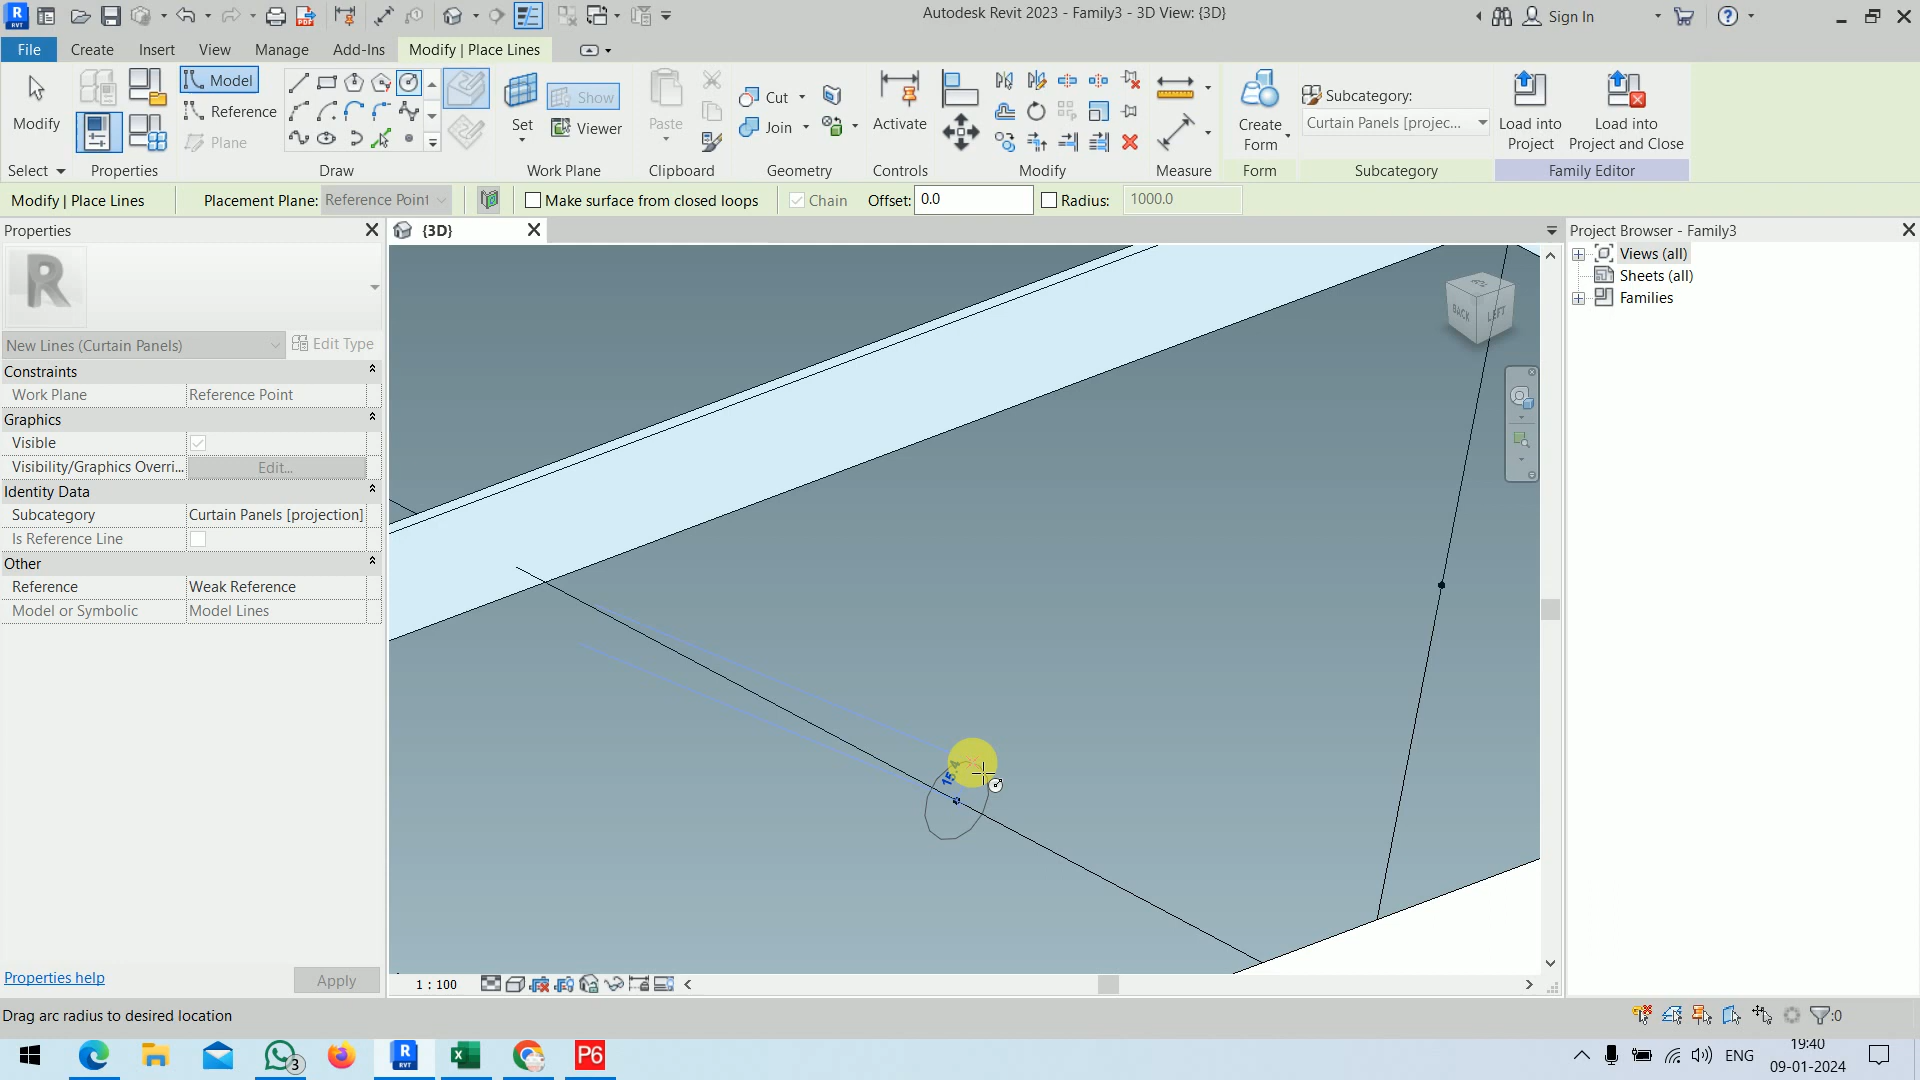 Autodesk Revit 2023 - Family3 - 3D View: {3D}
Sign In
File
Create
Insert
View
Manage
Add-Ins
Modify | Place Lines
Modify
Model
Reference
Plane
Set
Show
Viewer
Paste
Cut
Join
Activate
Create
Form
Subcategory:
Curtain Panels [projec...
Load into
Project
Load into
Project and Close
Select
Properties
Draw
Work Plane
Clipboard
Geometry
Controls
Modify
Measure
Form
Subcategory
Family Editor
Modify | Place Lines
Placement Plane:
Reference Point
Make surface from closed loops
Chain
Offset:
0.0
Radius:
1000.0
Properties
{3D}
Project Browser - Family3
Views (all)
Sheets (all)
Families
New Lines (Curtain Panels)
Edit Type
Constraints
Work Plane
Reference Point
Graphics
Visible
Visibility/Graphics Overri...
Edit...
Identity Data
Subcategory
Curtain Panels [projection]
Is Reference Line
Other
Reference
Weak Reference
Model or Symbolic
Model Lines
BACK
LEFT
Properties help
Apply
1 : 100
Drag arc radius to desired location
:0
3
P6
ENG
19:40
09-01-2024